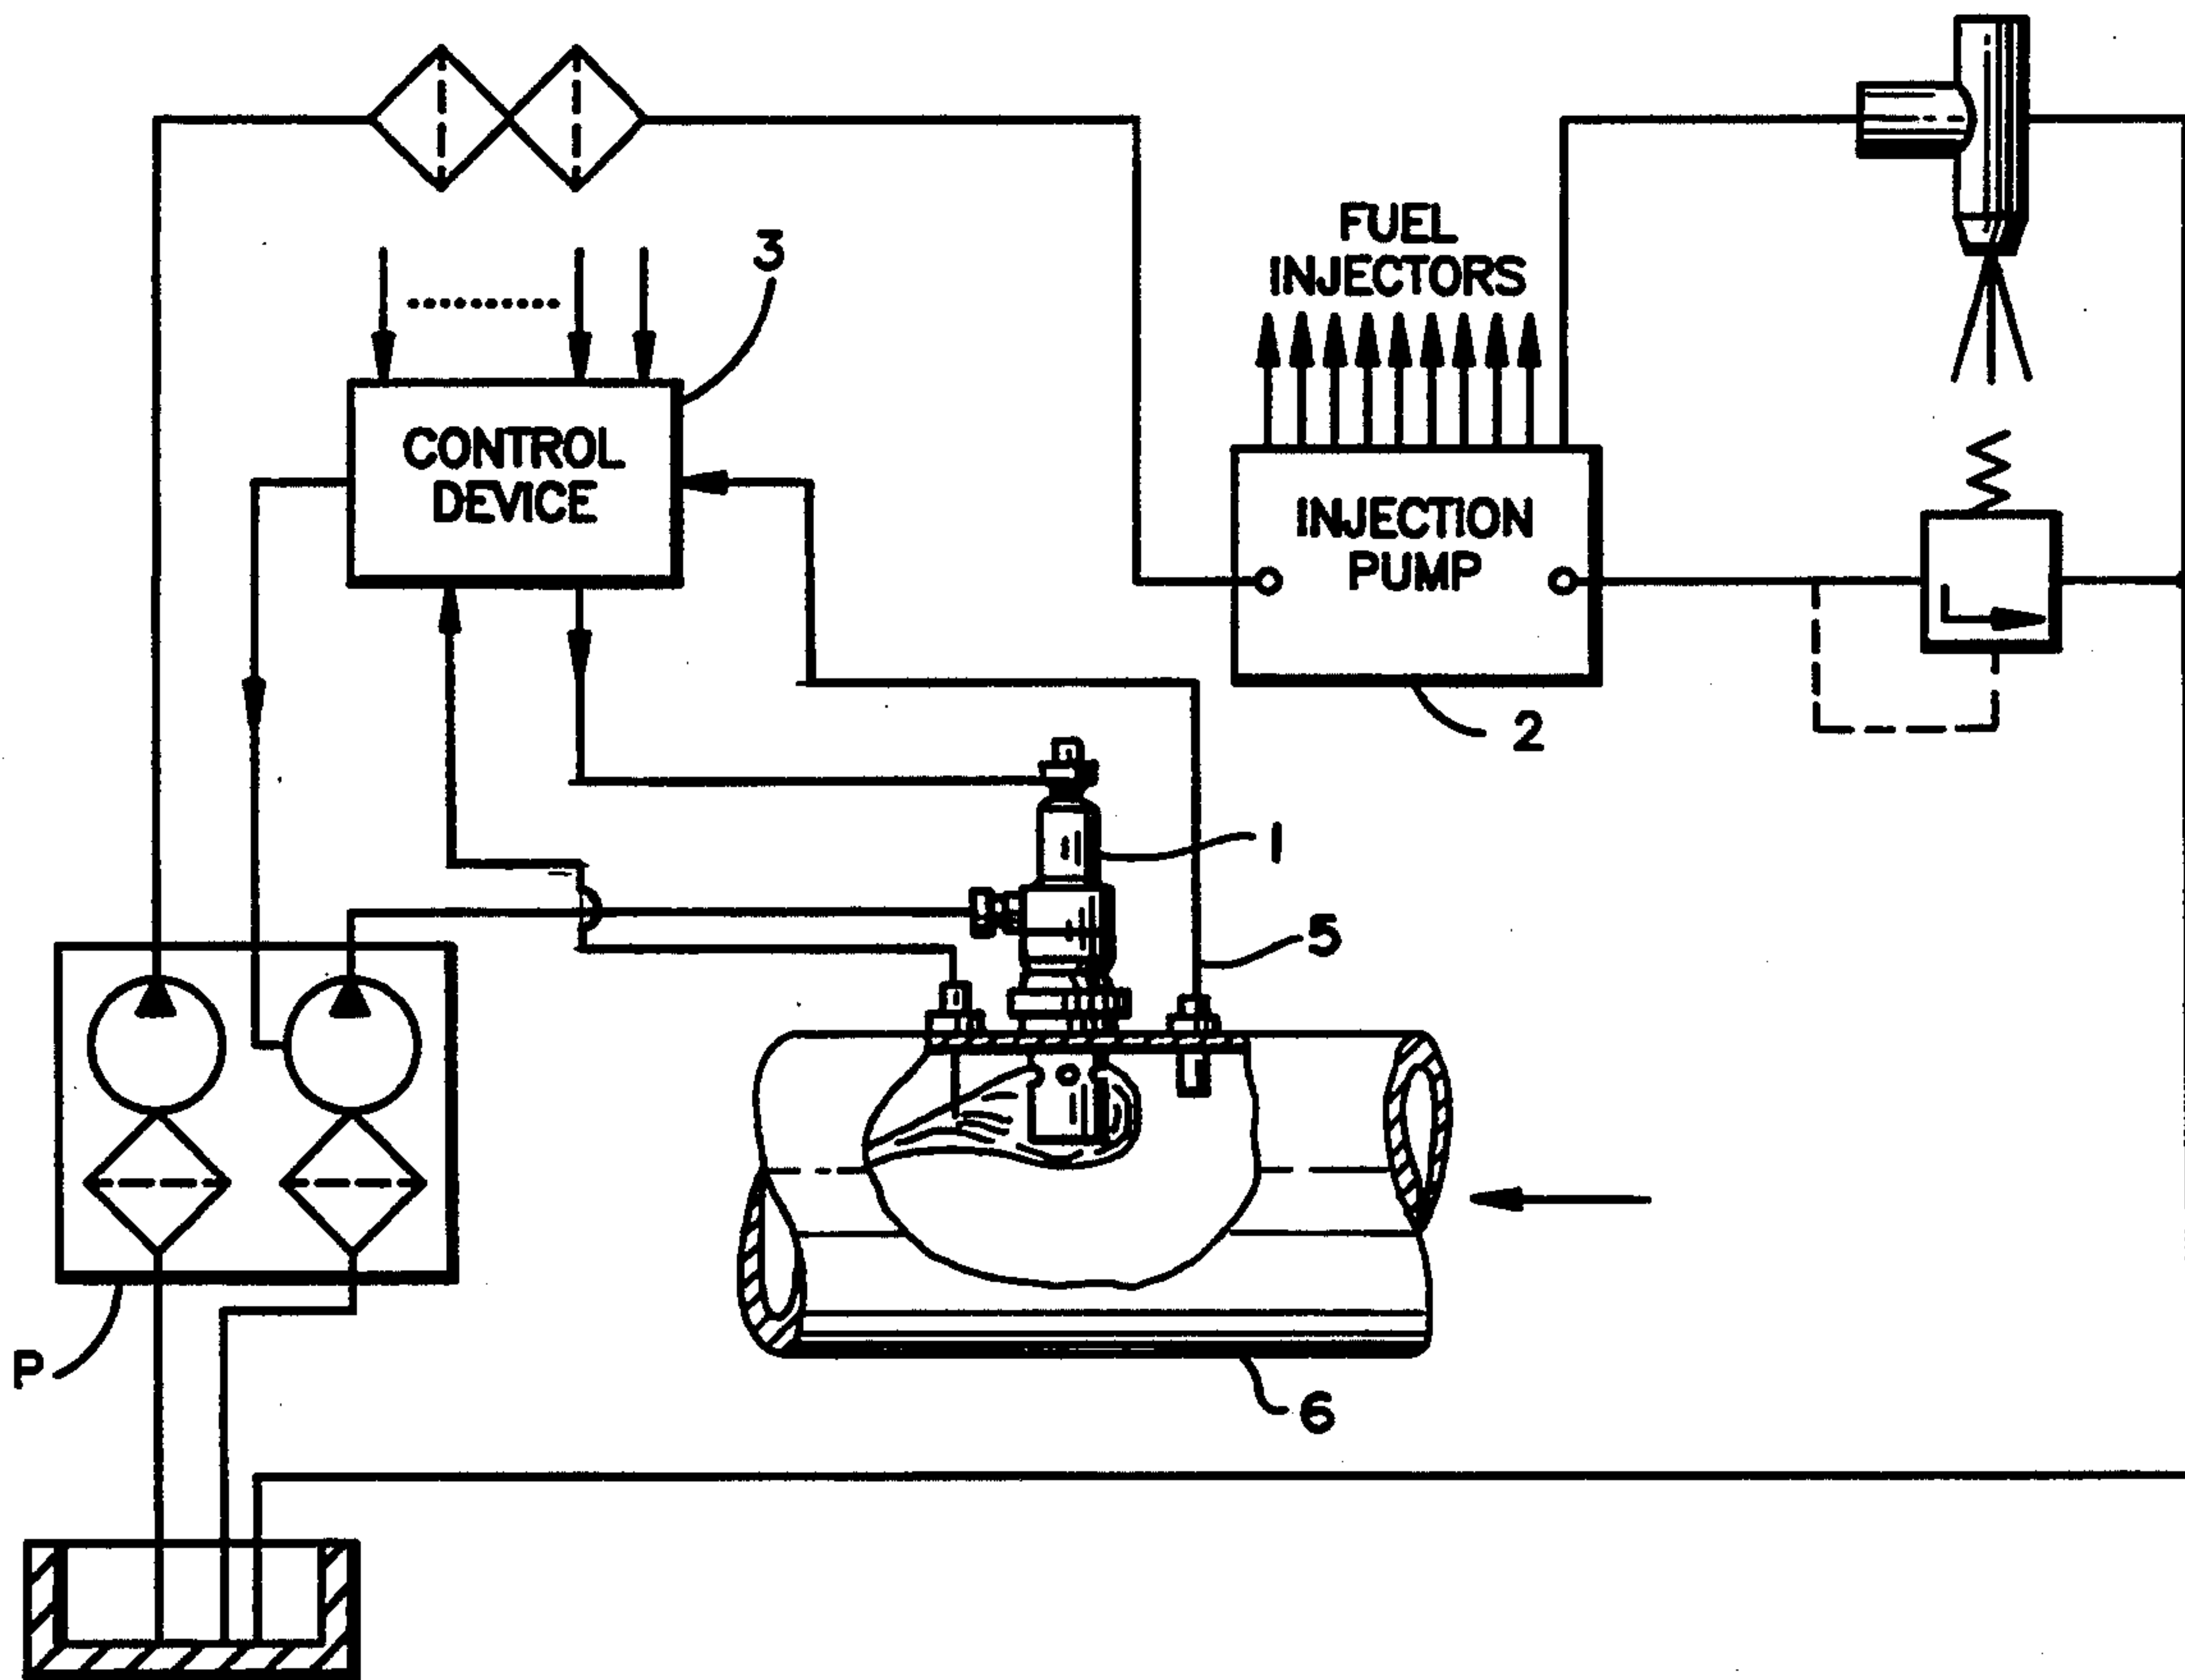 FUEL
INJECTORS
3
CONTROL
DEVICE
INJECTION
PUMP
2
1
5
P
6